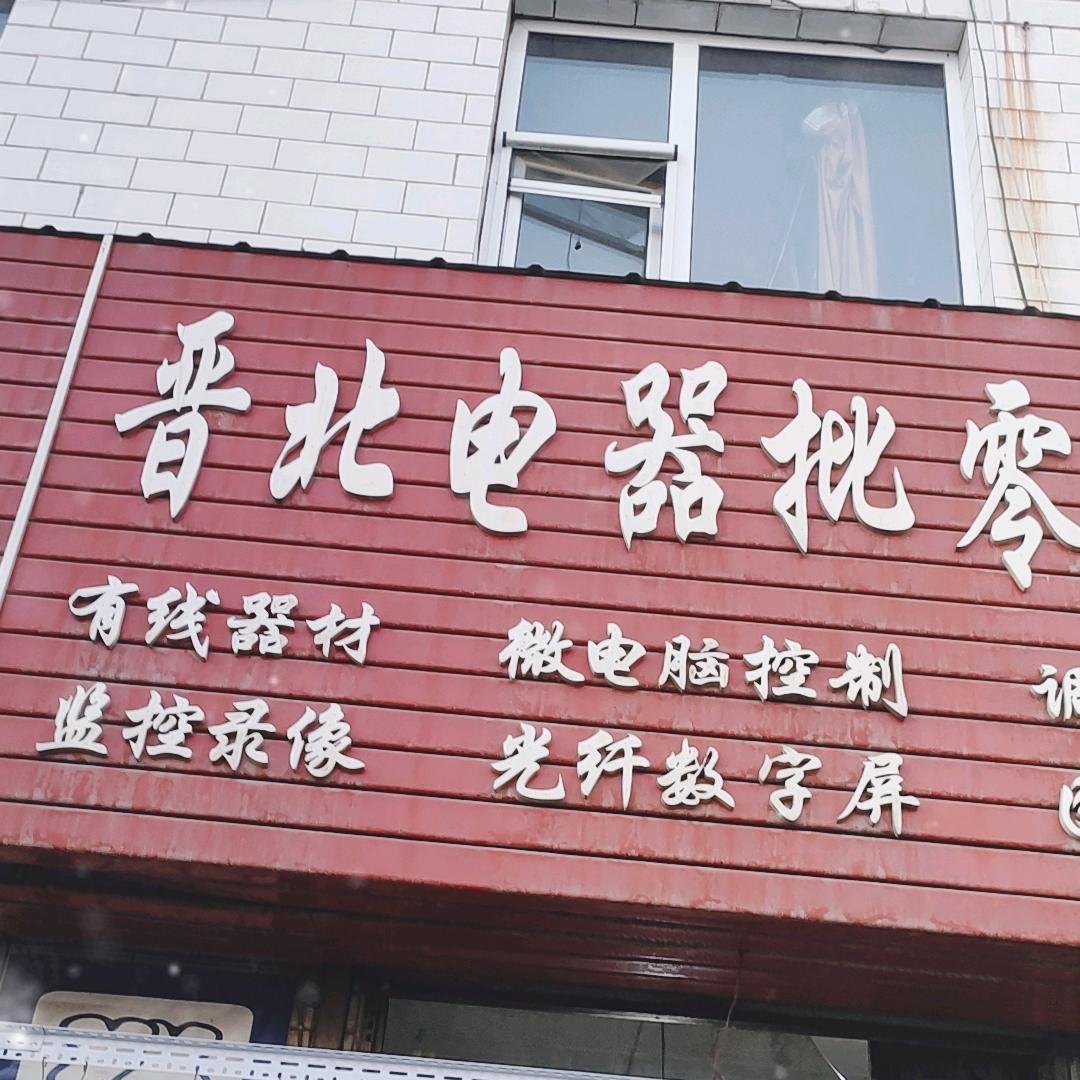 晋北电器批零
有线器材 微电脑控制 调
监控录像 光纤数字屏